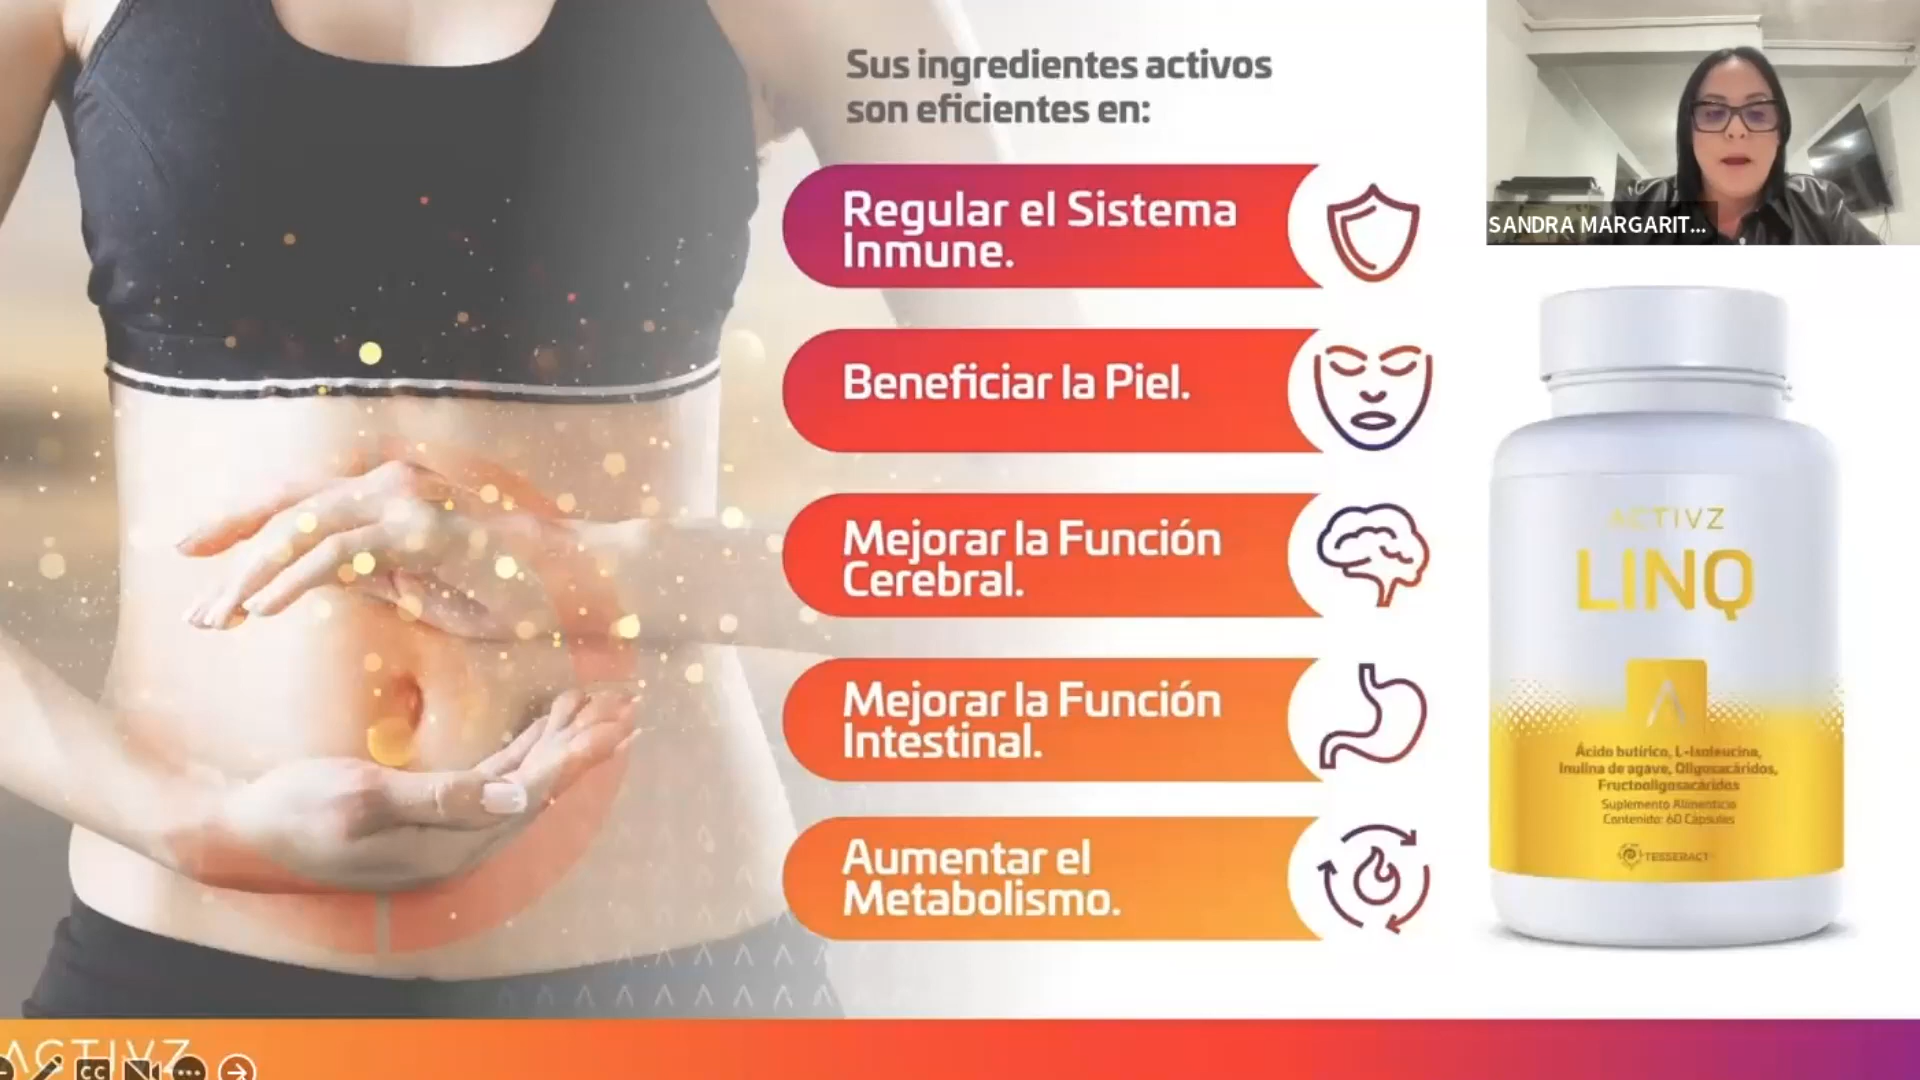 Sus ingredientes activos
son eficientes en:
Regular el Sistema
Inmune.
Beneficiar la Piel.
Mejorar la Función
Cerebral.
Mejorar la Función
Intestinal.
Aumentar el
Metabolismo.
SANDRA MARGARIT...
ACTIVZ
LINQ
Ácido butírico, L-Isoleucina,
Inulina de agave, Oligosacáridos,
Fructooligosacáridos
Suplemento Alimenticio
Contenido: 60 Cápsulas
TESSERACT
ACTIVZ
CC